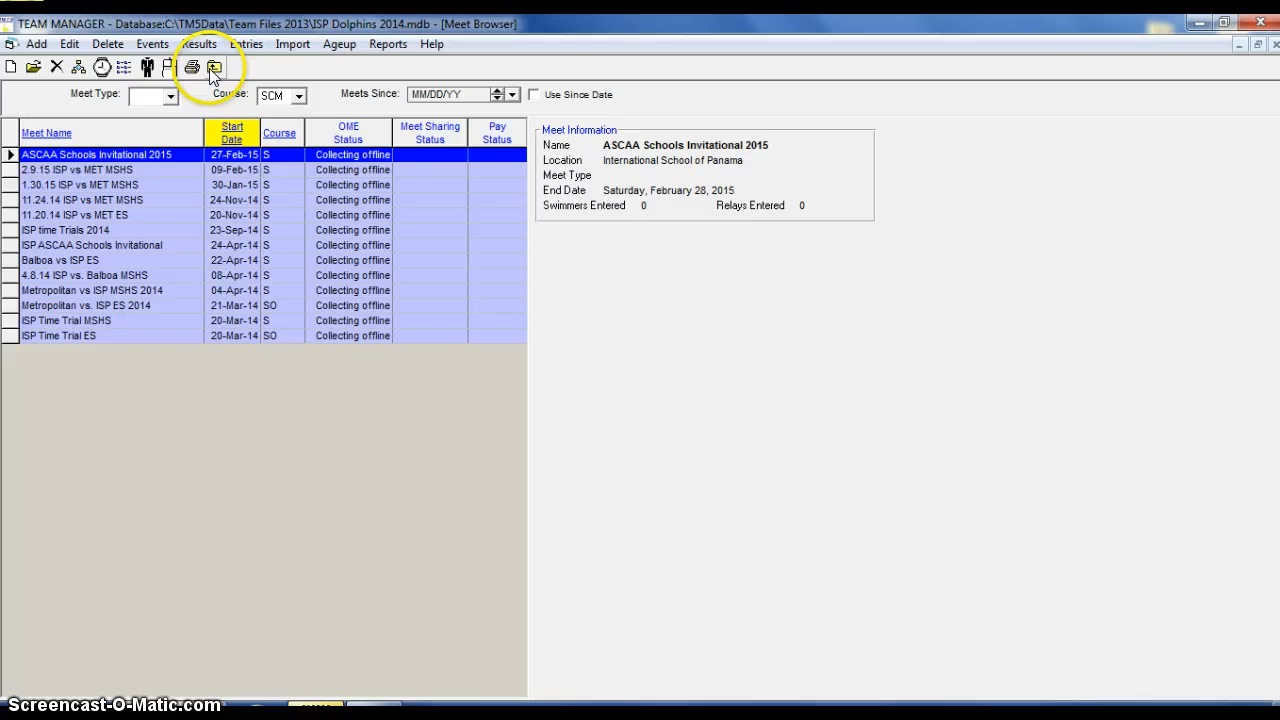 TEAM MANAGER - Database:C:\TM5Data\Team Files 2013\ISP Dolphins 2014.mdb - [Meet Browser]
Add Edit Delete Events Results Entries Import Ageup Reports Help
Meet Type: Course: SCM Meets Since: MM/DD/YY Use Since Date
Meet Name Start Date Course OME Status Meet Sharing Status Pay Status
ASCAA Schools Invitational 2015 27-Feb-15 S Collecting offline
2.9.15 ISP vs MET MSHS 09-Feb-15 S Collecting offline
1.30.15 ISP vs MET MSHS 30-Jan-15 S Collecting offline
11.24.14 ISP vs MET MSHS 24-Nov-14 S Collecting offline
11.20.14 ISP vs MET ES 20-Nov-14 S Collecting offline
ISP time Trials 2014 23-Sep-14 S Collecting offline
ISP ASCAA Schools Invitational 24-Apr-14 S Collecting offline
Balboa vs ISP ES 22-Apr-14 S Collecting offline
4.8.14 ISP vs. Balboa MSHS 08-Apr-14 S Collecting offline
Metropolitan vs ISP MSHS 2014 04-Apr-14 S Collecting offline
Metropolitan vs. ISP ES 2014 21-Mar-14 SO Collecting offline
ISP Time Trial MSHS 20-Mar-14 S Collecting offline
ISP Time Trial ES 20-Mar-14 SO Collecting offline
Meet Information
Name ASCAA Schools Invitational 2015
Location International School of Panama
Meet Type
End Date Saturday, February 28, 2015
Swimmers Entered 0 Relays Entered 0
Screencast-O-Matic.com